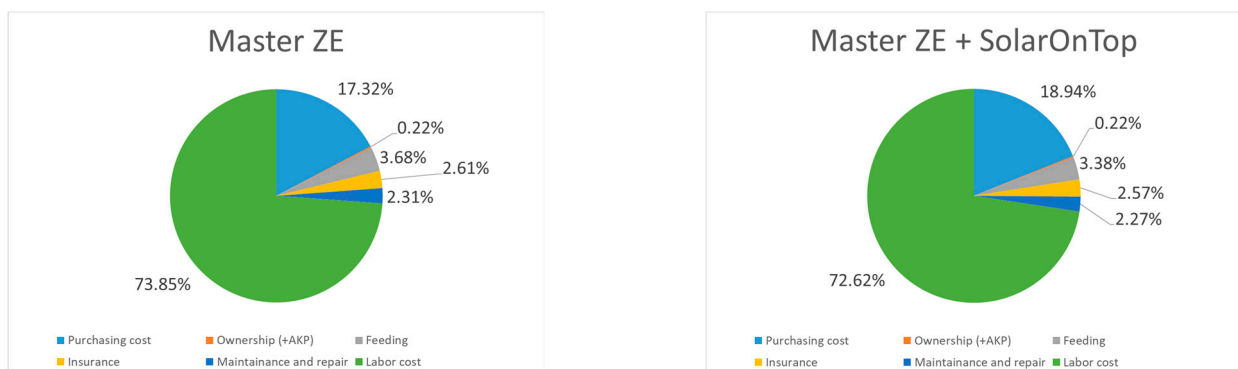 Master ZE
17.32%
0.22%
3.68%
2.61%
2.31%
73.85%
Purchasing cost
Ownership (+AKP)
Feeding
Insurance
Maintainance and repair
Labor cost
Master ZE + SolarOnTop
18.94%
0.22%
3.38%
2.57%
2.27%
72.62%
Purchasing cost
Ownership (+AKP)
Feeding
Insurance
Maintainance and repair
Labor cost